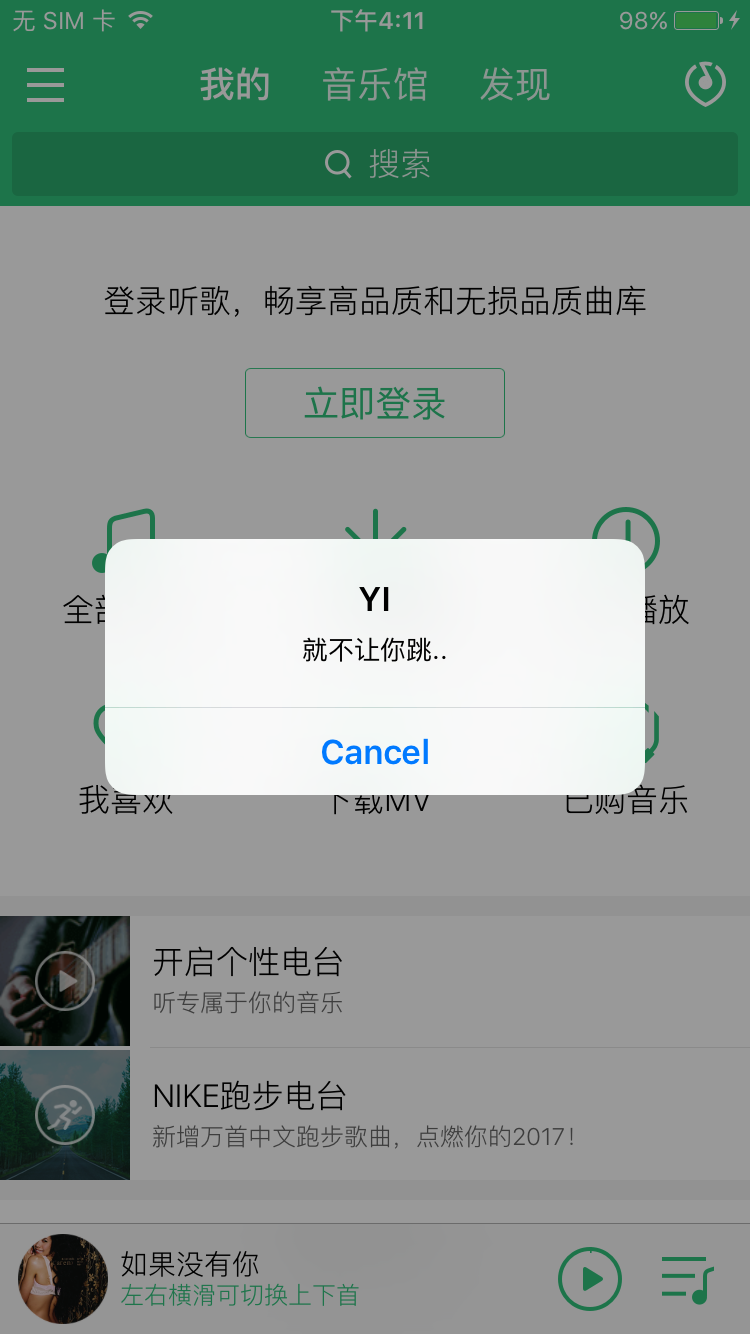 无 SIM 卡
下午4:11
98%
我的
音乐馆
发现
搜索
登录听歌，畅享高品质和无损品质曲库
立即登录
全部
播放
YI
就不让你跳..
Cancel
我喜欢
下载MV
已购音乐
开启个性电台
听专属于你的音乐
NIKE跑步电台
新增万首中文跑步歌曲，点燃你的2017！
如果没有你
左右横滑可切换上下首